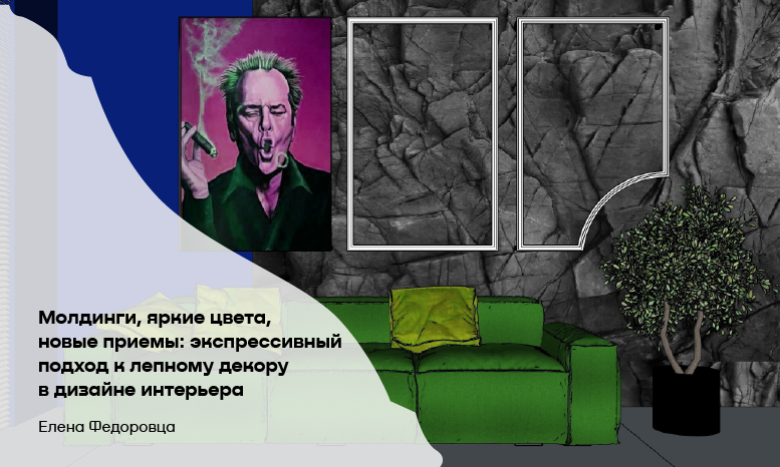 Молдинги, яркие цвета,
новые приемы: экспрессивный
подход к лепному декору
в дизайне интерьера
Елена Федоровца